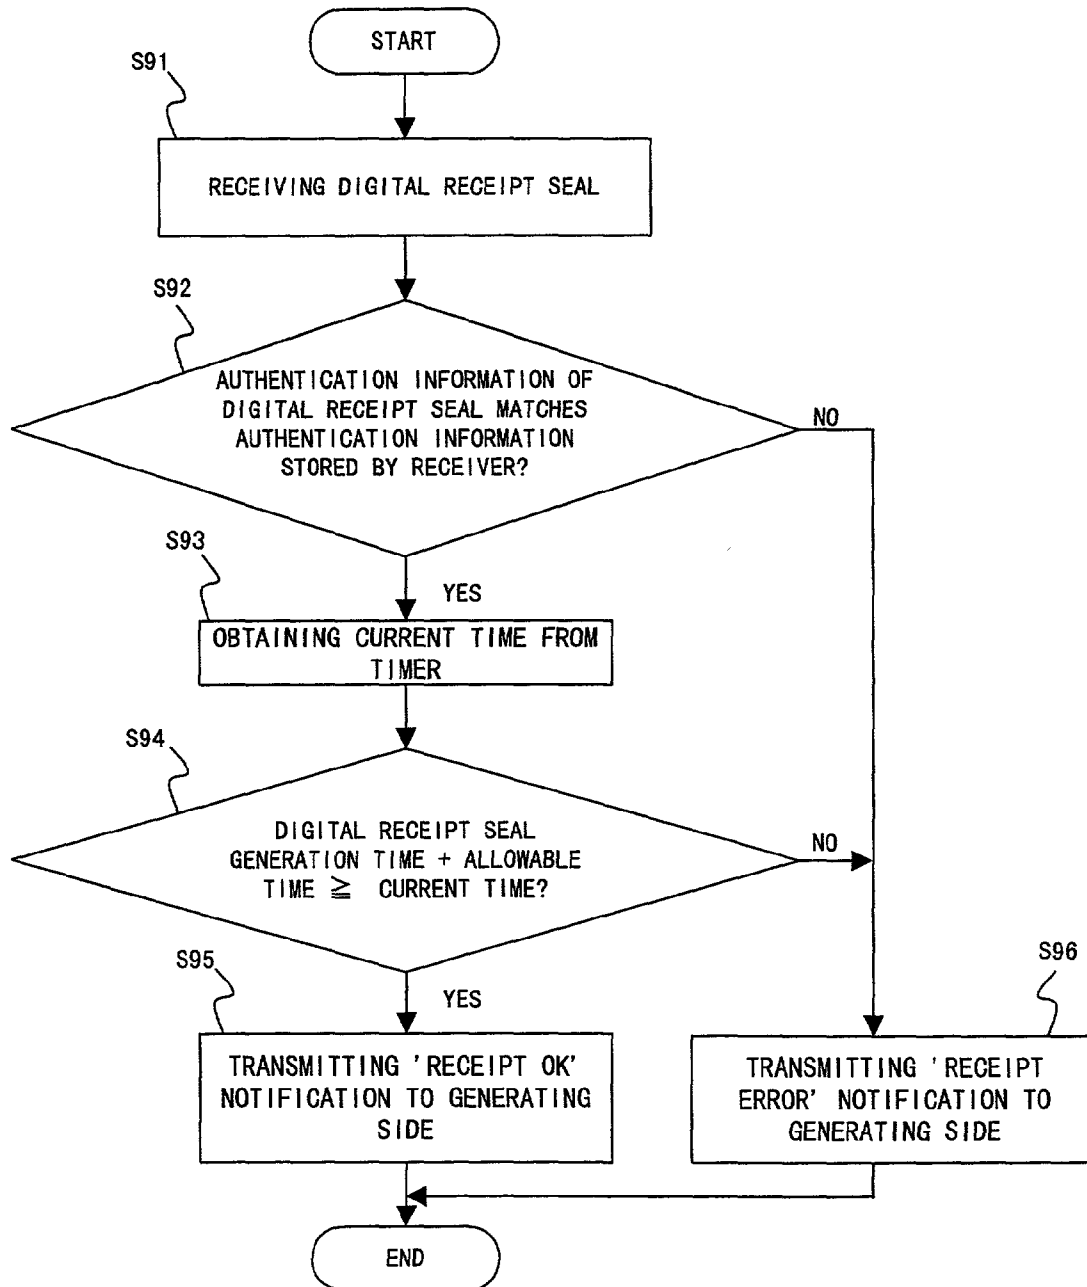 START
S91
RECEIVING DIGITAL RECEIPT SEAL
S92
AUTHENTICATION INFORMATION OF
DIGITAL RECEIPT SEAL MATCHES
AUTHENTICATION INFORMATION
STORED BY RECEIVER?
NO
S93
YES
OBTAINING CURRENT TIME FROM
TIMER
S94
DIGITAL RECEIPT SEAL
GENERATION TIME + ALLOWABLE
TIME ≧ CURRENT TIME?
NO
S95
YES
S96
TRANSMITTING 'RECEIPT OK'
NOTIFICATION TO GENERATING
SIDE
TRANSMITTING 'RECEIPT
ERROR' NOTIFICATION TO
GENERATING SIDE
END